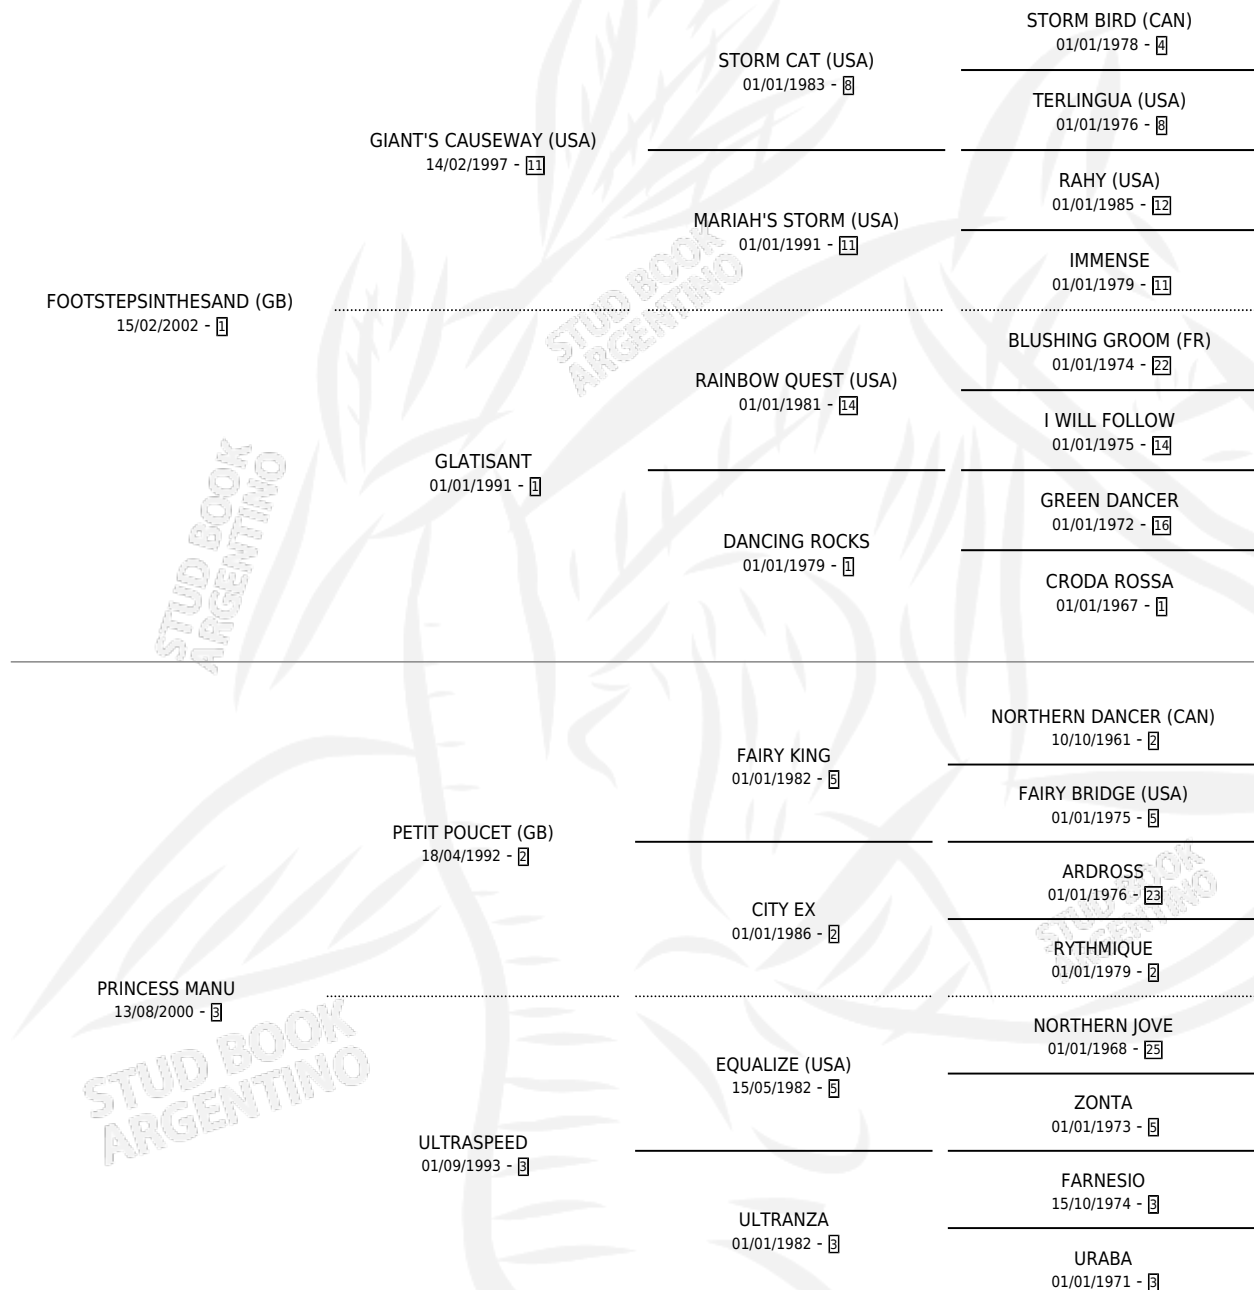 STORM BIRD (CAN)
01/01/1978 - 4
STORM CAT (USA)
01/01/1983 - 8
TERLINGUA (USA)
01/01/1976 - 8
GIANT'S CAUSEWAY (USA)
14/02/1997 - 11
RAHY (USA)
01/01/1985 - 12
MARIAH'S STORM (USA)
01/01/1991 - 11
IMMENSE
01/01/1979 - 11
FOOTSTEPSINTHESAND (GB)
15/02/2002 - 1
BLUSHING GROOM (FR)
01/01/1974 - 22
RAINBOW QUEST (USA)
01/01/1981 - 14
I WILL FOLLOW
01/01/1975 - 14
GLATISANT
01/01/1991 - 1
GREEN DANCER
01/01/1972 - 16
DANCING ROCKS
01/01/1979 - 1
CRODA ROSSA
01/01/1967 - 1
NORTHERN DANCER (CAN)
10/10/1961 - 2
FAIRY KING
01/01/1982 - 5
FAIRY BRIDGE (USA)
01/01/1975 - 5
PETIT POUCET (GB)
18/04/1992 - 2
ARDROSS
01/01/1976 - 23
CITY EX
01/01/1986 - 2
RYTHMIQUE
01/01/1979 - 2
PRINCESS MANU
13/08/2000 - 3
NORTHERN JOVE
01/01/1968 - 25
EQUALIZE (USA)
15/05/1982 - 5
ZONTA
01/01/1973 - 5
ULTRASPEED
01/09/1993 - 3
FARNESIO
15/10/1974 - 3
ULTRANZA
01/01/1982 - 3
URABA
01/01/1971 - 3
STUD BOOK
ARGENTINO
STUD BOOK
ARGENTINO
STUD BOOK
ARGENTINO
STUD BOOK
ARGENTINO